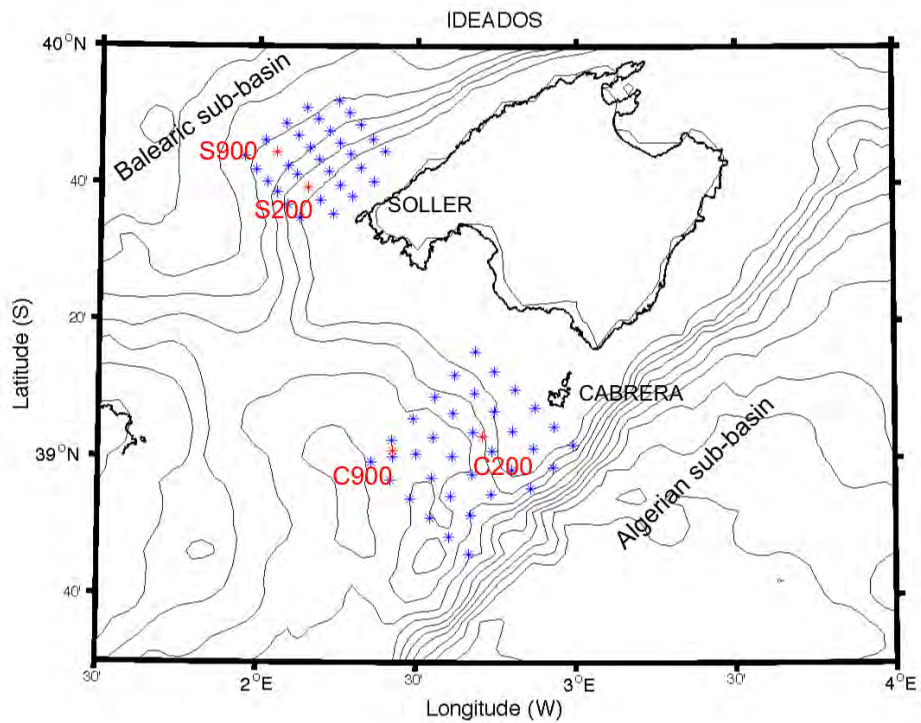 IDEADOS
40°N
Balearic sub-basin
S900
40'
S200
SOLLER
20'
Latitude (S)
CABRERA
39°N
C900
C200
Algerian sub-basin
40'
30'
2°E
30'
3°E
30'
4°E
Longitude (W)